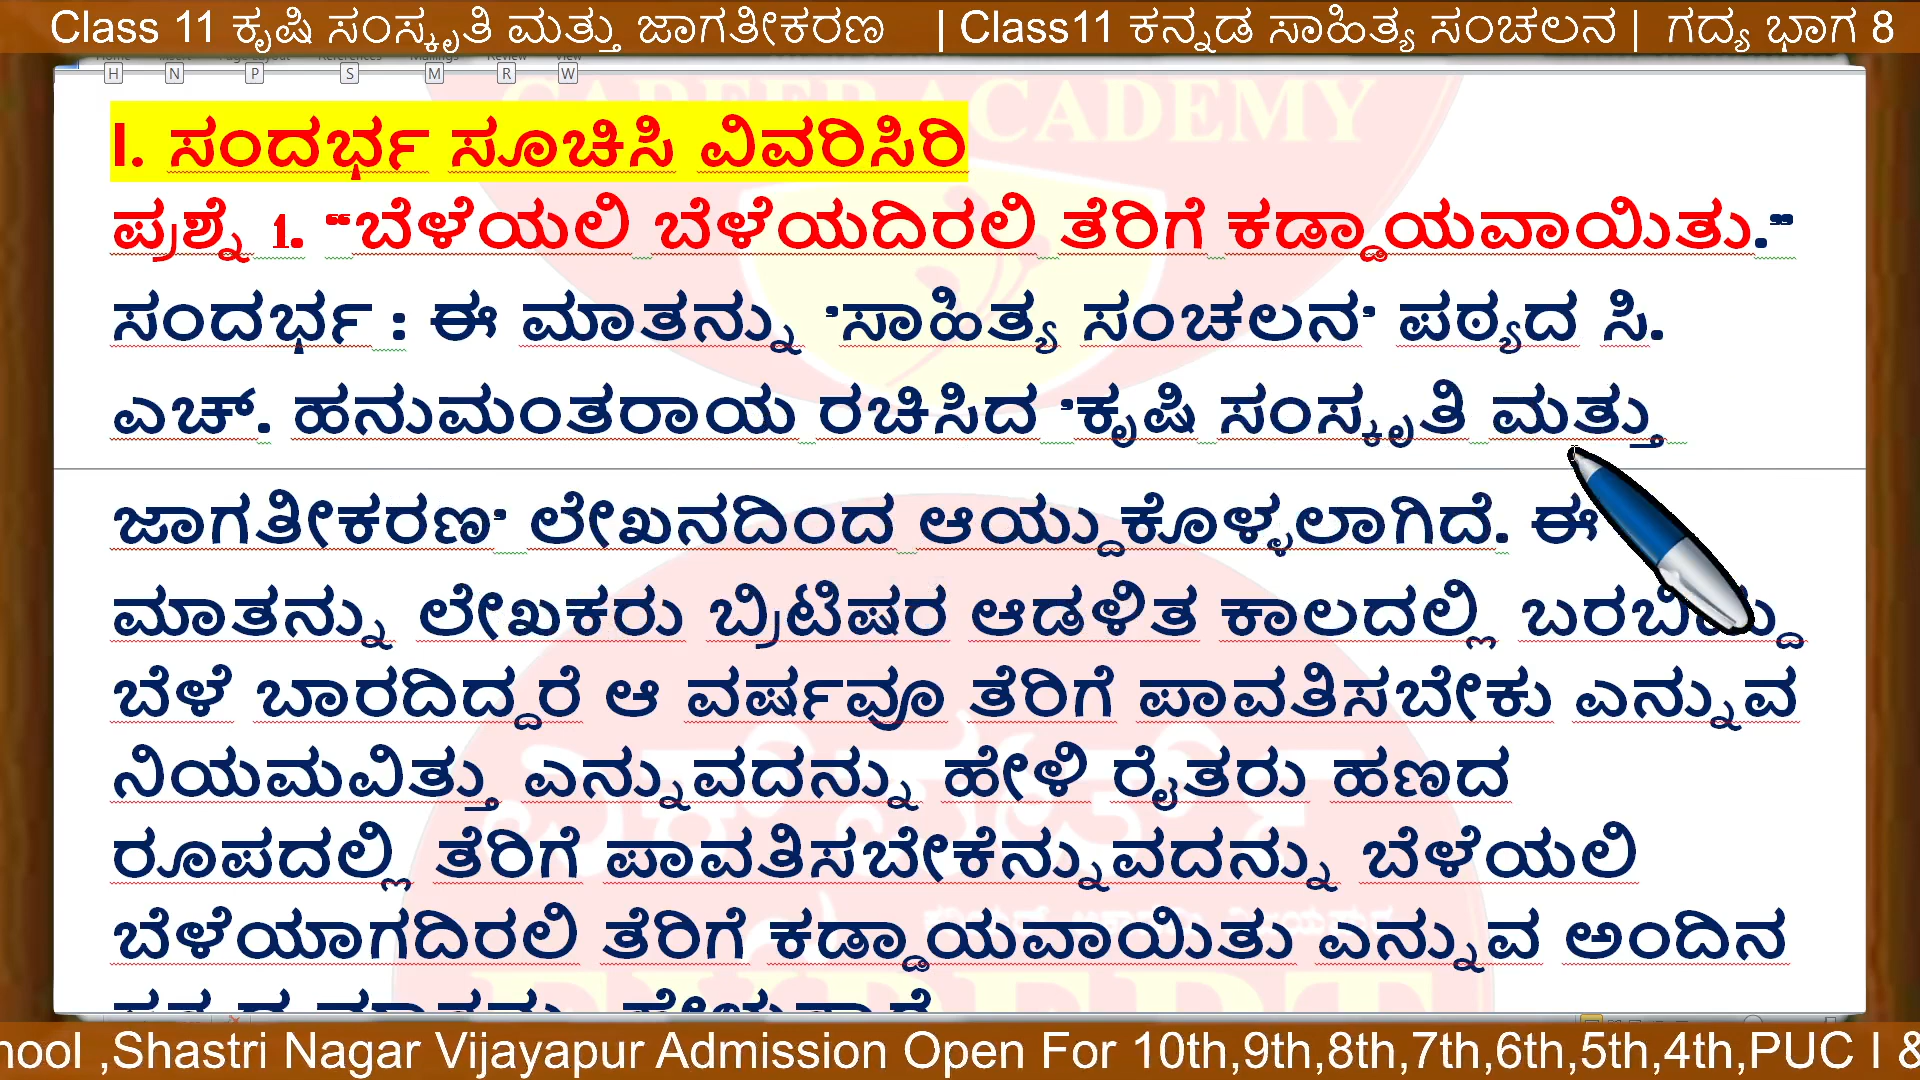 Class 11 ಕೃಷಿ ಸಂಸ್ಕೃತಿ ಮತ್ತು ಜಾಗತೀಕರಣ | Class11 ಕನ್ನಡ ಸಾಹಿತ್ಯ ಸಂಚಲನ | ಗದ್ಯ ಭಾಗ 8
H N P S M R W
CAREER ACADEMY
I. ಸಂದರ್ಭ ಸೂಚಿಸಿ ವಿವರಿಸಿರಿ
ಪ್ರಶ್ನೆ 1. “ಬೆಳೆಯಲಿ ಬೆಳೆಯದಿರಲಿ ತೆರಿಗೆ ಕಡ್ಡಾಯವಾಯಿತು.”
ಸಂದರ್ಭ : ಈ ಮಾತನ್ನು ’ಸಾಹಿತ್ಯ ಸಂಚಲನ’ ಪಠ್ಯದ ಸಿ.
ಎಚ್. ಹನುಮಂತರಾಯ ರಚಿಸಿದ ’ಕೃಷಿ ಸಂಸ್ಕೃತಿ ಮತ್ತು
ಜಾಗತೀಕರಣ’ ಲೇಖನದಿಂದ ಆಯ್ದುಕೊಳ್ಳಲಾಗಿದೆ. ಈ
ಮಾತನ್ನು ಲೇಖಕರು ಬ್ರಿಟಿಷರ ಆಡಳಿತ ಕಾಲದಲ್ಲಿ
ಬೆಳೆ ಬಾರದಿದ್ದರೆ ಆ ವರ್ಷವೂ ತೆರಿಗೆ ಪಾವತಿಸಬೇಕು ಎನ್ನುವ
ನಿಯಮವಿತ್ತು ಎನ್ನುವದನ್ನು ಹೇಳಿ ರೈತರು ಹಣದ
ರೂಪದಲ್ಲಿ ತೆರಿಗೆ ಪಾವತಿಸಬೇಕೆನ್ನುವದನ್ನು ಬೆಳೆಯಲಿ
ಬೆಳೆಯಾಗದಿರಲಿ ತೆರಿಗೆ ಕಡ್ಡಾಯವಾಯಿತು ಎನ್ನುವ ಅಂದಿನ
EXPERT
hool ,Shastri Nagar Vijayapur Admission Open For 10th,9th,8th,7th,6th,5th,4th,PUC I &